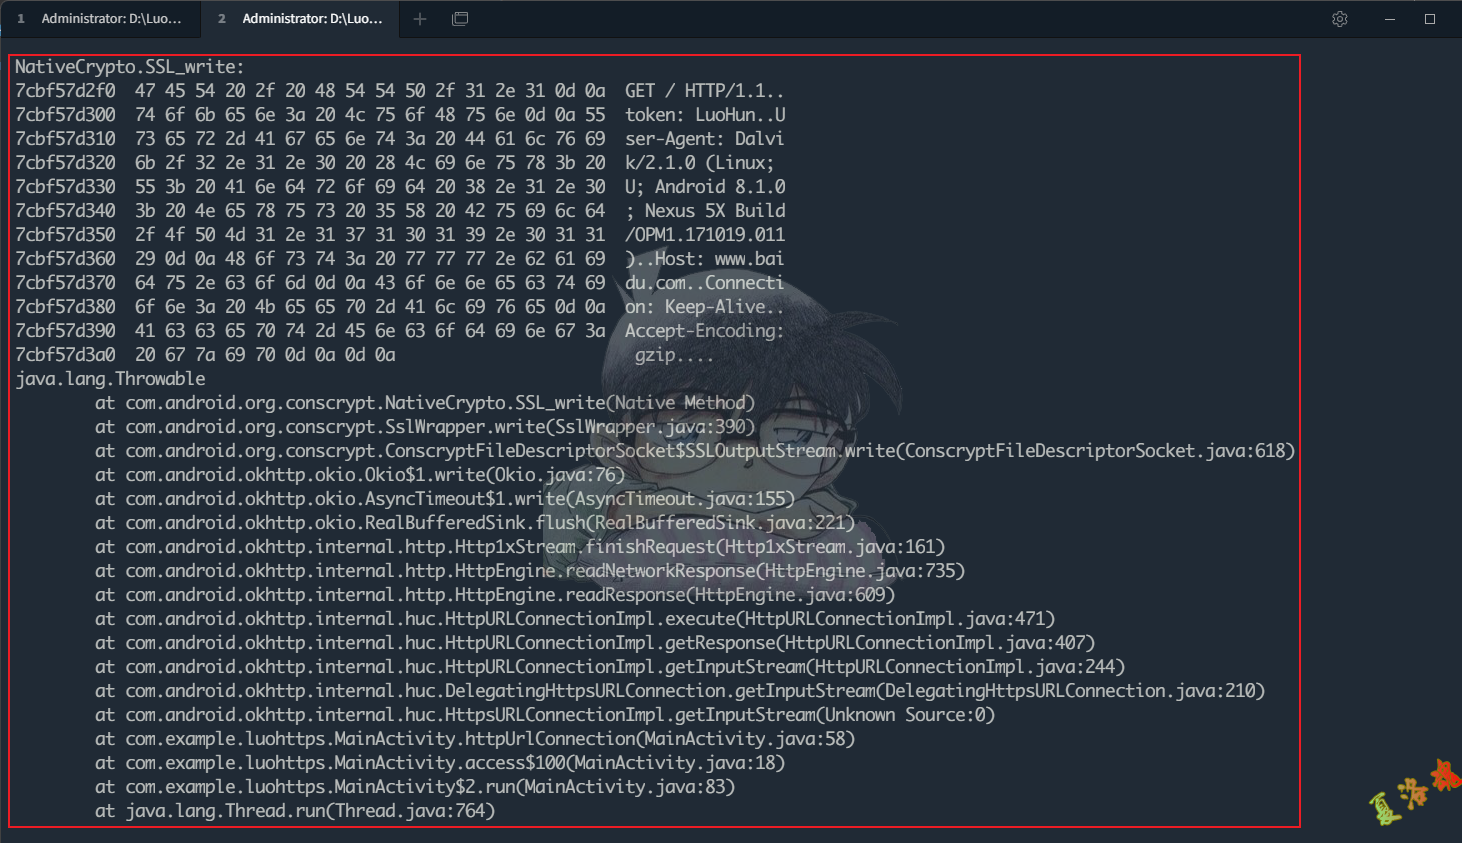 1 Administrator: D:\Luo...
2 Administrator: D:\Luo...
NativeCrypto.SSL_write:
7cbf57d2f0  47 45 54 20 2f 20 48 54 54 50 2f 31 2e 31 0d 0a  GET / HTTP/1.1..
7cbf57d300  74 6f 6b 65 6e 3a 20 4c 75 6f 48 75 6e 0d 0a 55  token: LuoHun..U
7cbf57d310  73 65 72 2d 41 67 65 6e 74 3a 20 44 61 6c 76 69  ser-Agent: Dalvi
7cbf57d320  6b 2f 32 2e 31 2e 30 20 28 4c 69 6e 75 78 3b 20  k/2.1.0 (Linux;
7cbf57d330  55 3b 20 41 6e 64 72 6f 69 64 20 38 2e 31 2e 30  U; Android 8.1.0
7cbf57d340  3b 20 4e 65 78 75 73 20 35 58 20 42 75 69 6c 64  ; Nexus 5X Build
7cbf57d350  2f 4f 50 4d 31 2e 31 37 31 30 31 39 2e 30 31 31  /OPM1.171019.011
7cbf57d360  29 0d 0a 48 6f 73 74 3a 20 77 77 77 2e 62 61 69  )..Host: www.bai
7cbf57d370  64 75 2e 63 6f 6d 0d 0a 43 6f 6e 6e 65 63 74 69  du.com..Connecti
7cbf57d380  6f 6e 3a 20 4b 65 65 70 2d 41 6c 69 76 65 0d 0a  on: Keep-Alive..
7cbf57d390  41 63 63 65 70 74 2d 45 6e 63 6f 64 69 6e 67 3a  Accept-Encoding:
7cbf57d3a0  20 67 7a 69 70 0d 0a 0d 0a  gzip....
java.lang.Throwable
at com.android.org.conscrypt.NativeCrypto.SSL_write(Native Method)
at com.android.org.conscrypt.SslWrapper.write(SslWrapper.java:390)
at com.android.org.conscrypt.ConscryptFileDescriptorSocket$SSLOutputStream.write(ConscryptFileDescriptorSocket.java:618)
at com.android.okhttp.okio.Okio$1.write(Okio.java:76)
at com.android.okhttp.okio.AsyncTimeout$1.write(AsyncTimeout.java:155)
at com.android.okhttp.okio.RealBufferedSink.flush(RealBufferedSink.java:221)
at com.android.okhttp.internal.http.Http1xStream.finishRequest(Http1xStream.java:161)
at com.android.okhttp.internal.http.HttpEngine.readNetworkResponse(HttpEngine.java:735)
at com.android.okhttp.internal.http.HttpEngine.readResponse(HttpEngine.java:609)
at com.android.okhttp.internal.huc.HttpURLConnectionImpl.execute(HttpURLConnectionImpl.java:471)
at com.android.okhttp.internal.huc.HttpURLConnectionImpl.getResponse(HttpURLConnectionImpl.java:407)
at com.android.okhttp.internal.huc.HttpURLConnectionImpl.getInputStream(HttpURLConnectionImpl.java:244)
at com.android.okhttp.internal.huc.DelegatingHttpsURLConnection.getInputStream(DelegatingHttpsURLConnection.java:210)
at com.android.okhttp.internal.huc.HttpsURLConnectionImpl.getInputStream(Unknown Source:0)
at com.example.luohttps.MainActivity.httpUrlConnection(MainActivity.java:58)
at com.example.luohttps.MainActivity.access$100(MainActivity.java:18)
at com.example.luohttps.MainActivity$2.run(MainActivity.java:83)
at java.lang.Thread.run(Thread.java:764)